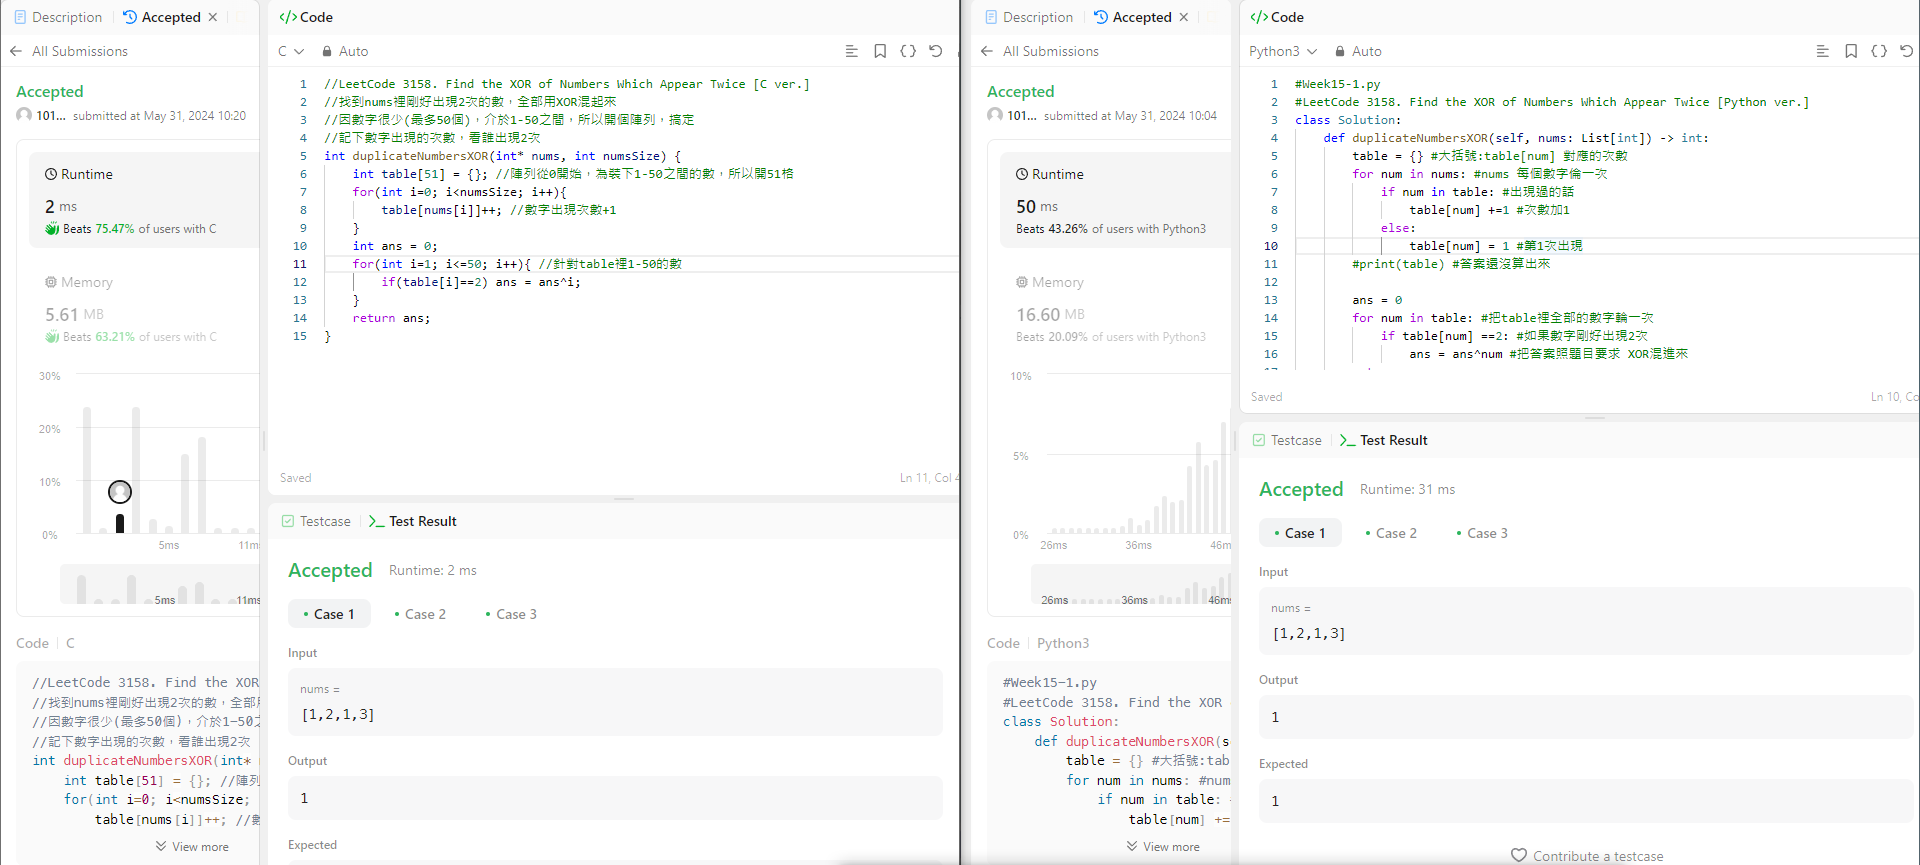 Description
Accepted
All Submissions
Accepted
101... submitted at May 31, 2024 10:20
Runtime
2 ms
Beats 75.47% of users with C
Memory
5.61 MB
Beats 63.21% of users with C
30%
20%
10%
0%
5ms
11m
5ms
11ms
Code
C
//LeetCode 3158. Find the XOR
//找到nums裡剛好出現2次的數，全部
//因數字很少(最多50個)，介於1-50
//記下數字出現的次數，看誰出現2次
int duplicateNumbersXOR(int*
    int table[51] = {}; //陣列
    for(int i=0; i<numsSize;
        table[nums[i]]++; //
View more
Code
C
Auto
1 //LeetCode 3158. Find the XOR of Numbers Which Appear Twice [C ver.]
2 //找到nums裡剛好出現2次的數，全部用XOR混起來
3 //因數字很少(最多50個)，介於1-50之間，所以開個陣列，搞定
4 //記下數字出現的次數，看誰出現2次
5 int duplicateNumbersXOR(int* nums, int numsSize) {
6     int table[51] = {}; //陣列從0開始，為裝下1-50之間的數，所以開51格
7     for(int i=0; i<numsSize; i++){
8         table[nums[i]]++; //數字出現次數+1
9     }
10     int ans = 0;
11     for(int i=1; i<=50; i++){ //針對table裡1-50的數
12         if(table[i]==2) ans = ans^i;
13     }
14     return ans;
15 }
Saved
Ln 11, Col
Testcase
Test Result
Accepted
Runtime: 2 ms
Case 1
Case 2
Case 3
Input
nums =
[1,2,1,3]
Output
1
Expected
Description
Accepted
All Submissions
Accepted
101... submitted at May 31, 2024 10:04
Runtime
50 ms
Beats 43.26% of users with Python3
Memory
16.60 MB
Beats 20.09% of users with Python3
10%
5%
0%
26ms
36ms
46m
26ms
36ms
46m
Code
Python3
#Week15-1.py
#LeetCode 3158. Find the XOR
class Solution:
    def duplicateNumbersXOR(s
        table = {} #大括號:tab
        for num in nums: #num
            if num in table:
                table[num] +=
View more
Code
Python3
Auto
1 #Week15-1.py
2 #LeetCode 3158. Find the XOR of Numbers Which Appear Twice [Python ver.]
3 class Solution:
4     def duplicateNumbersXOR(self, nums: List[int]) -> int:
5         table = {} #大括號:table[num] 對應的次數
6         for num in nums: #nums 每個數字倫一次
7             if num in table: #出現過的話
8                 table[num] +=1 #次數加1
9             else:
10                 table[num] = 1 #第1次出現
11         #print(table) #答案還沒算出來
12
13         ans = 0
14         for num in table: #把table裡全部的數字輪一次
15             if table[num] ==2: #如果數字剛好出現2次
16                 ans = ans^num #把答案照題目要求 XOR混進來
Saved
Ln 10, Co
Testcase
Test Result
Accepted
Runtime: 31 ms
Case 1
Case 2
Case 3
Input
nums =
[1,2,1,3]
Output
1
Expected
1
Contribute a testcase